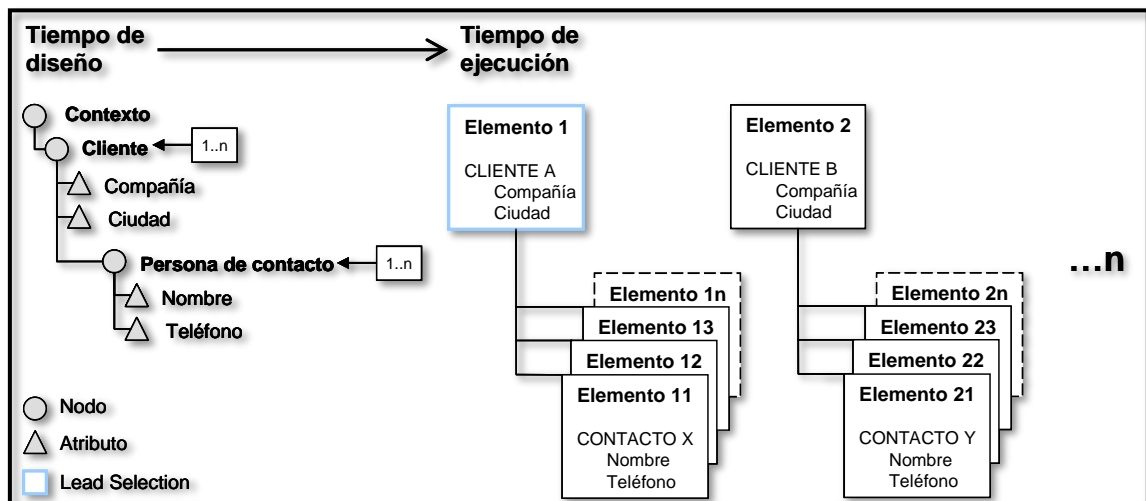 Tiempo de
diseño
Tiempo de
ejecución
Contexto
Cliente
1..n
Compañía
Ciudad
Persona de contacto
1..n
Nombre
Teléfono
Nodo
Atributo
Lead Selection
Elemento 1
CLIENTE A
Compañía
Ciudad
Elemento 1n
Elemento 13
Elemento 12
Elemento 11
CONTACTO X
Nombre
Teléfono
Elemento 2
CLIENTE B
Compañía
Ciudad
Elemento 2n
Elemento 23
Elemento 22
Elemento 21
CONTACTO Y
Nombre
Teléfono
...n